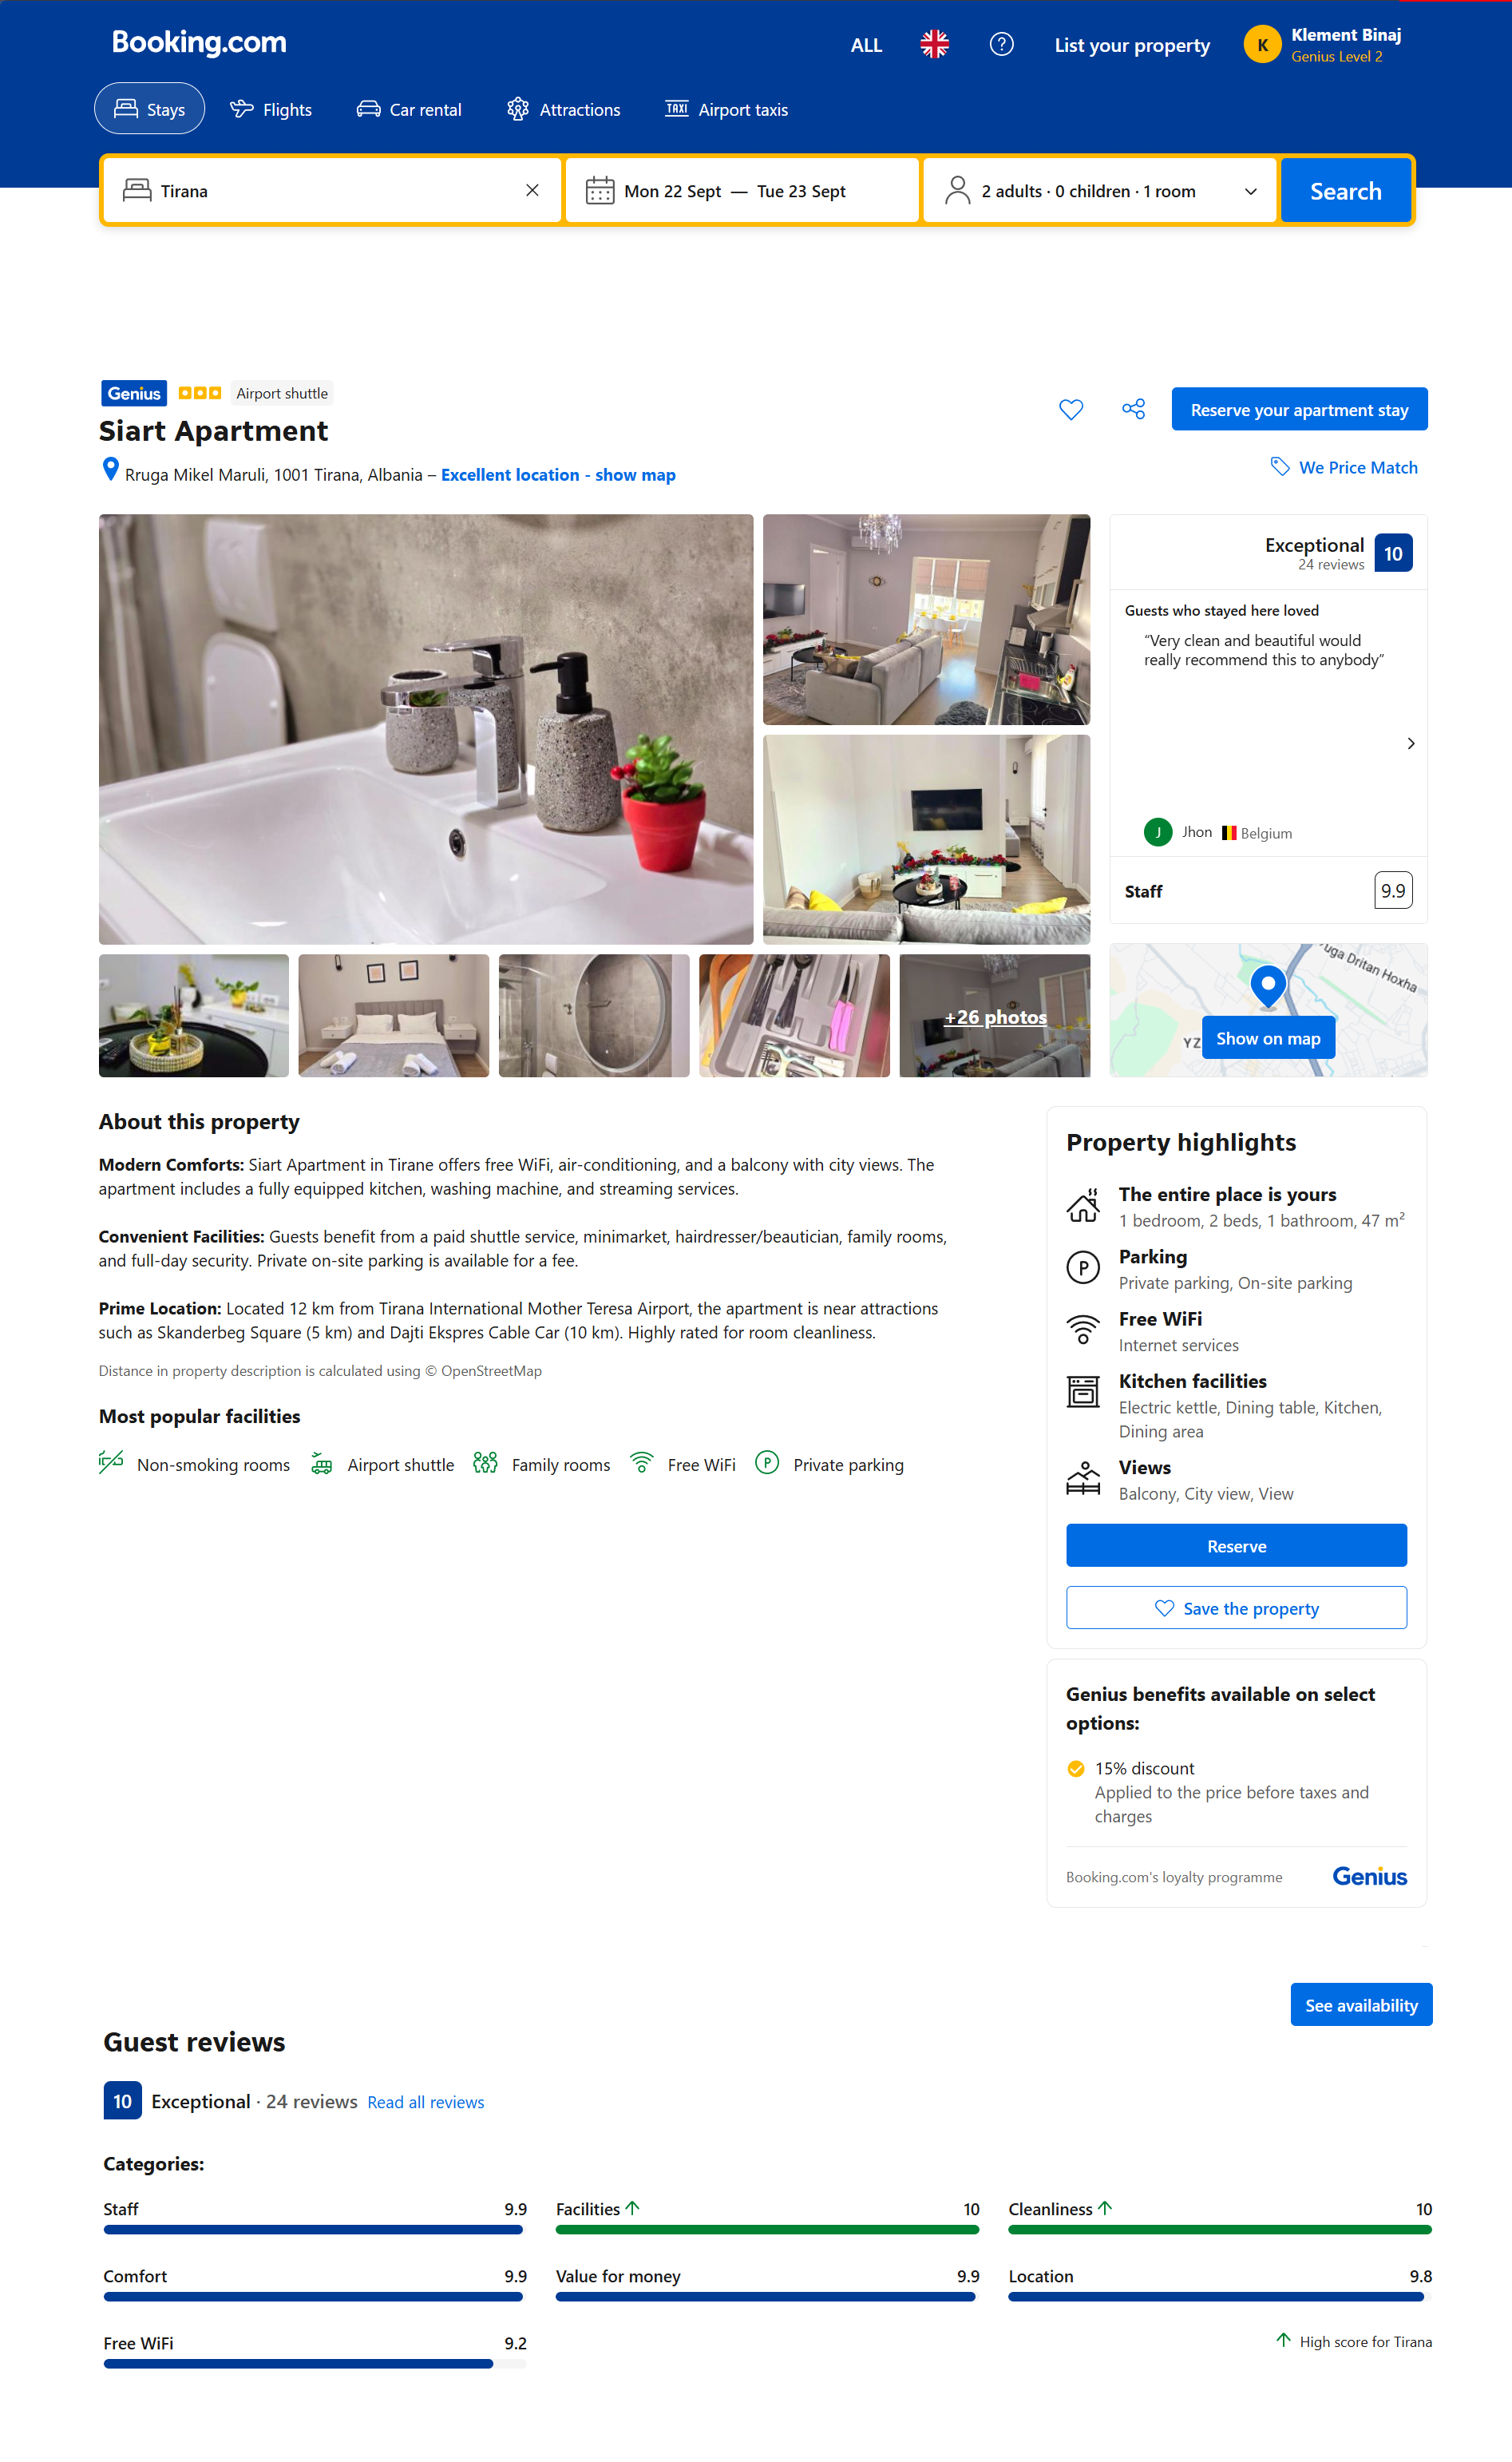 Booking.com
ALL
List your property
K
Klement Binaj
Genius Level 2
Stays
Flights
Car rental
Attractions
TAXI
Airport taxis
Tirana
Mon 22 Sept — Tue 23 Sept
2 adults · 0 children · 1 room
Search
Genius
Airport shuttle
Siart Apartment
Reserve your apartment stay
Rruga Mikel Maruli, 1001 Tirana, Albania – Excellent location - show map
We Price Match
Exceptional
24 reviews
10
Guests who stayed here loved
“Very clean and beautiful would
really recommend this to anybody”
J
Jhon
Belgium
Staff
9.9
+26 photos
ruga Dritan Hoxha
YZ
Show on map
About this property
Modern Comforts: Siart Apartment in Tirane offers free WiFi, air-conditioning, and a balcony with city views. The
apartment includes a fully equipped kitchen, washing machine, and streaming services.
Convenient Facilities: Guests benefit from a paid shuttle service, minimarket, hairdresser/beautician, family rooms,
and full-day security. Private on-site parking is available for a fee.
Prime Location: Located 12 km from Tirana International Mother Teresa Airport, the apartment is near attractions
such as Skanderbeg Square (5 km) and Dajti Ekspres Cable Car (10 km). Highly rated for room cleanliness.
Distance in property description is calculated using © OpenStreetMap
Most popular facilities
Non-smoking rooms
Airport shuttle
Family rooms
Free WiFi
P
Private parking
Property highlights
The entire place is yours
1 bedroom, 2 beds, 1 bathroom, 47 m²
P
Parking
Private parking, On-site parking
Free WiFi
Internet services
Kitchen facilities
Electric kettle, Dining table, Kitchen,
Dining area
Views
Balcony, City view, View
Reserve
Save the property
Genius benefits available on select
options:
15% discount
Applied to the price before taxes and
charges
Booking.com's loyalty programme
Genius
See availability
Guest reviews
10
Exceptional · 24 reviews
Read all reviews
Categories:
Staff
9.9
Facilities
10
Cleanliness
10
Comfort
9.9
Value for money
9.9
Location
9.8
Free WiFi
9.2
High score for Tirana